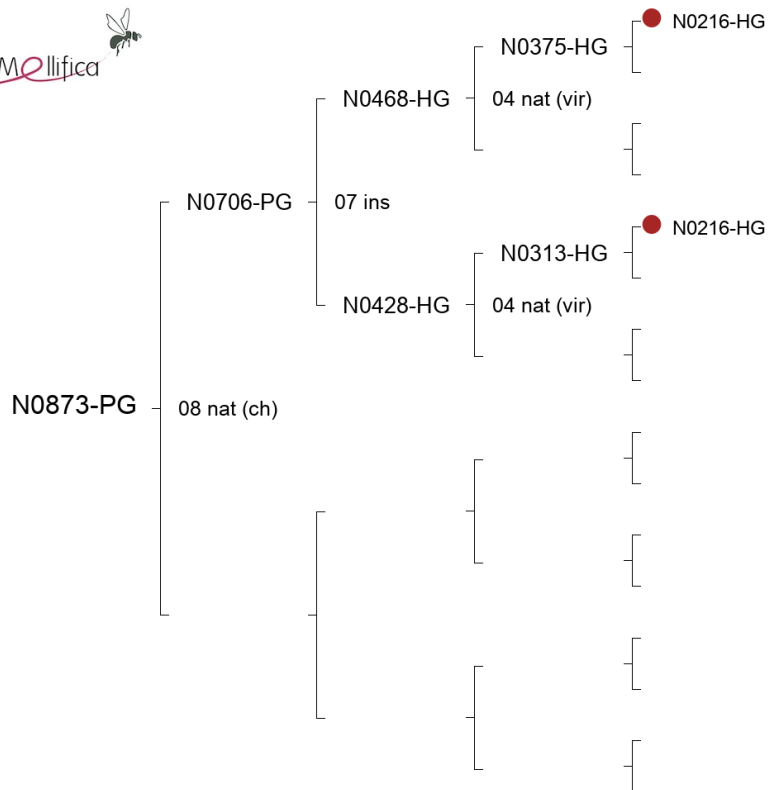 Mellifica
N0216-HG
N0375-HG
N0468-HG
04 nat (vir)
N0706-PG
07 ins
N0216-HG
N0313-HG
N0428-HG
04 nat (vir)
N0873-PG
08 nat (ch)